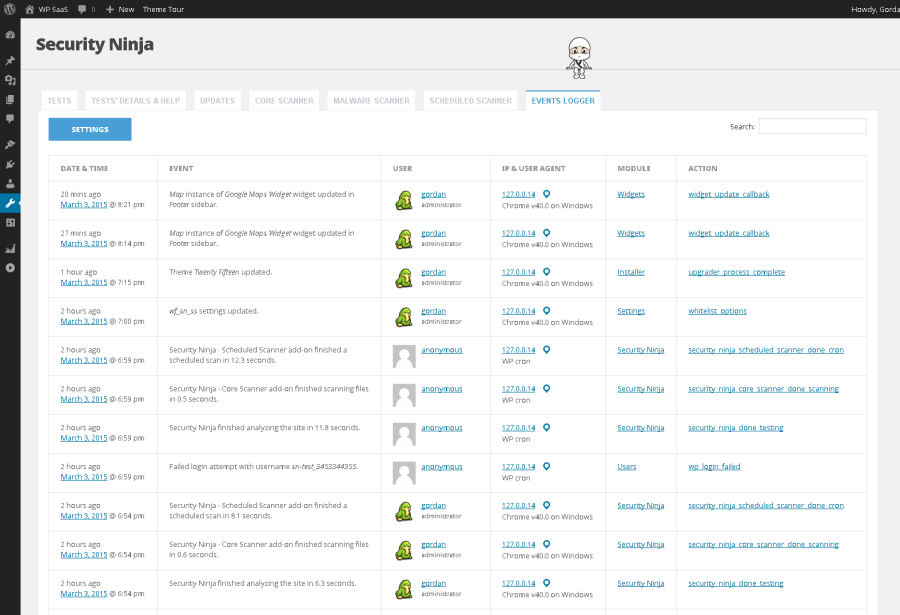 WP SaaS 0 + New Theme Tour Howdy, Gorda
Security Ninja
TESTS TESTS' DETAILS & HELP UPDATES CORE SCANNER MALWARE SCANNER SCHEDULED SCANNER EVENTS LOGGER
SETTINGS Search:
DATE & TIME EVENT USER IP & USER AGENT MODULE ACTION
20 mins ago Map instance of Google Maps Widget widget updated in gordan 127.0.0.14 Widgets widget_update_callback
March 3, 2015 @ 8:21 pm Footer sidebar. administrator Chrome v40.0 on Windows
27 mins ago Map instance of Google Maps Widget widget updated in gordan 127.0.0.14 Widgets widget_update_callback
March 3, 2015 @ 8:14 pm Footer sidebar. administrator Chrome v40.0 on Windows
1 hour ago Theme Twenty Fifteen updated. gordan 127.0.0.14 Installer upgrader_process_complete
March 3, 2015 @ 7:15 pm administrator Chrome v40.0 on Windows
2 hours ago wf_sn_ss settings updated. gordan 127.0.0.14 Settings whitelist_options
March 3, 2015 @ 7:00 pm administrator Chrome v40.0 on Windows
2 hours ago Security Ninja - Scheduled Scanner add-on finished a anonymous 127.0.0.14 Security Ninja security_ninja_scheduled_scanner_done_cron
March 3, 2015 @ 6:59 pm scheduled scan in 12.3 seconds. WP cron
2 hours ago Security Ninja - Core Scanner add-on finished scanning files anonymous 127.0.0.14 Security Ninja security_ninja_core_scanner_done_scanning
March 3, 2015 @ 6:59 pm in 0.5 seconds. WP cron
2 hours ago Security Ninja finished analyzing the site in 11.8 seconds. anonymous 127.0.0.14 Security Ninja security_ninja_done_testing
March 3, 2015 @ 6:59 pm WP cron
2 hours ago Failed login attempt with username sn-test_3453344355. anonymous 127.0.0.14 Users wp_login_failed
March 3, 2015 @ 6:59 pm WP cron
2 hours ago Security Ninja - Scheduled Scanner add-on finished a gordan 127.0.0.14 Security Ninja security_ninja_scheduled_scanner_done_cron
March 3, 2015 @ 6:54 pm scheduled scan in 8.1 seconds. administrator Chrome v40.0 on Windows
2 hours ago Security Ninja - Core Scanner add-on finished scanning files gordan 127.0.0.14 Security Ninja security_ninja_core_scanner_done_scanning
March 3, 2015 @ 6:54 pm in 0.6 seconds. administrator Chrome v40.0 on Windows
2 hours ago Security Ninja finished analyzing the site in 6.3 seconds. gordan 127.0.0.14 Security Ninja security_ninja_done_testing
March 3, 2015 @ 6:54 pm administrator Chrome v40.0 on Windows